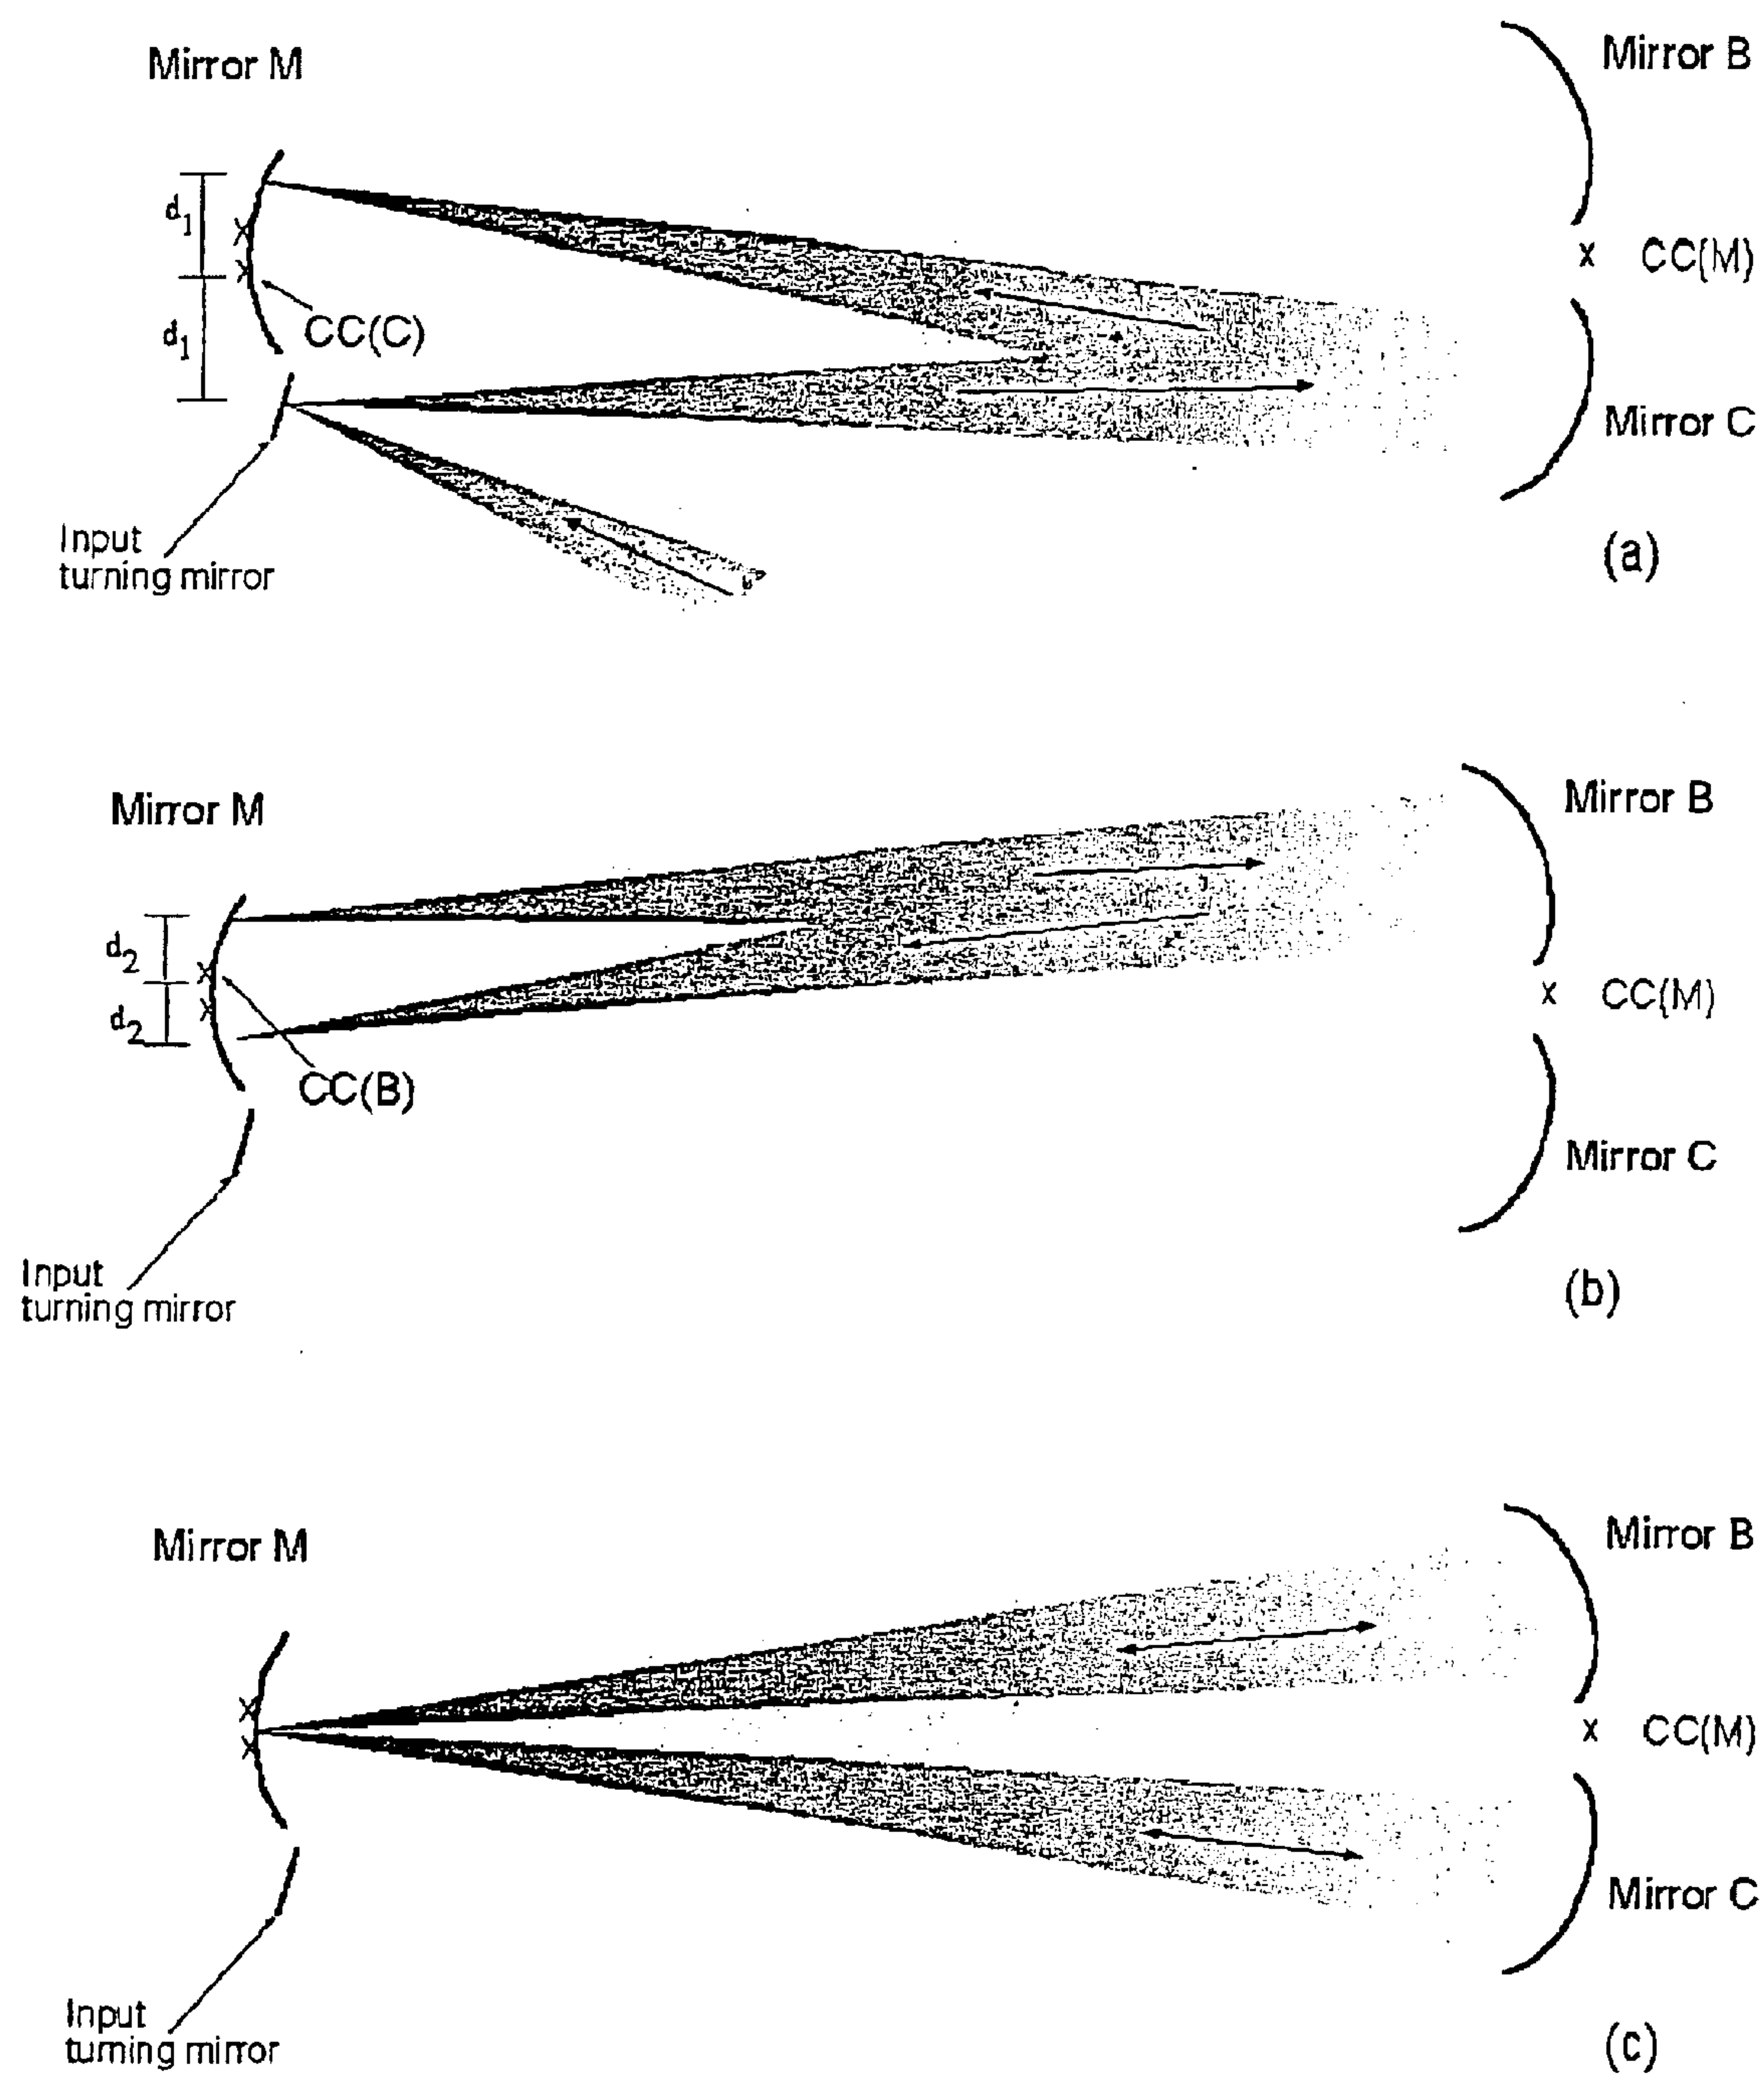 Mirror M
Mirror B
d1
d1
CC(C)
CC(M)
Mirror C
Input
turning mirror
(a)
Mirror M
Mirror B
d2
d2
CC(B)
CC(M)
Mirror C
Input
turning mirror
(b)
Mirror M
Mirror B
CC(M)
Mirror C
Input
turning mirror
(c)